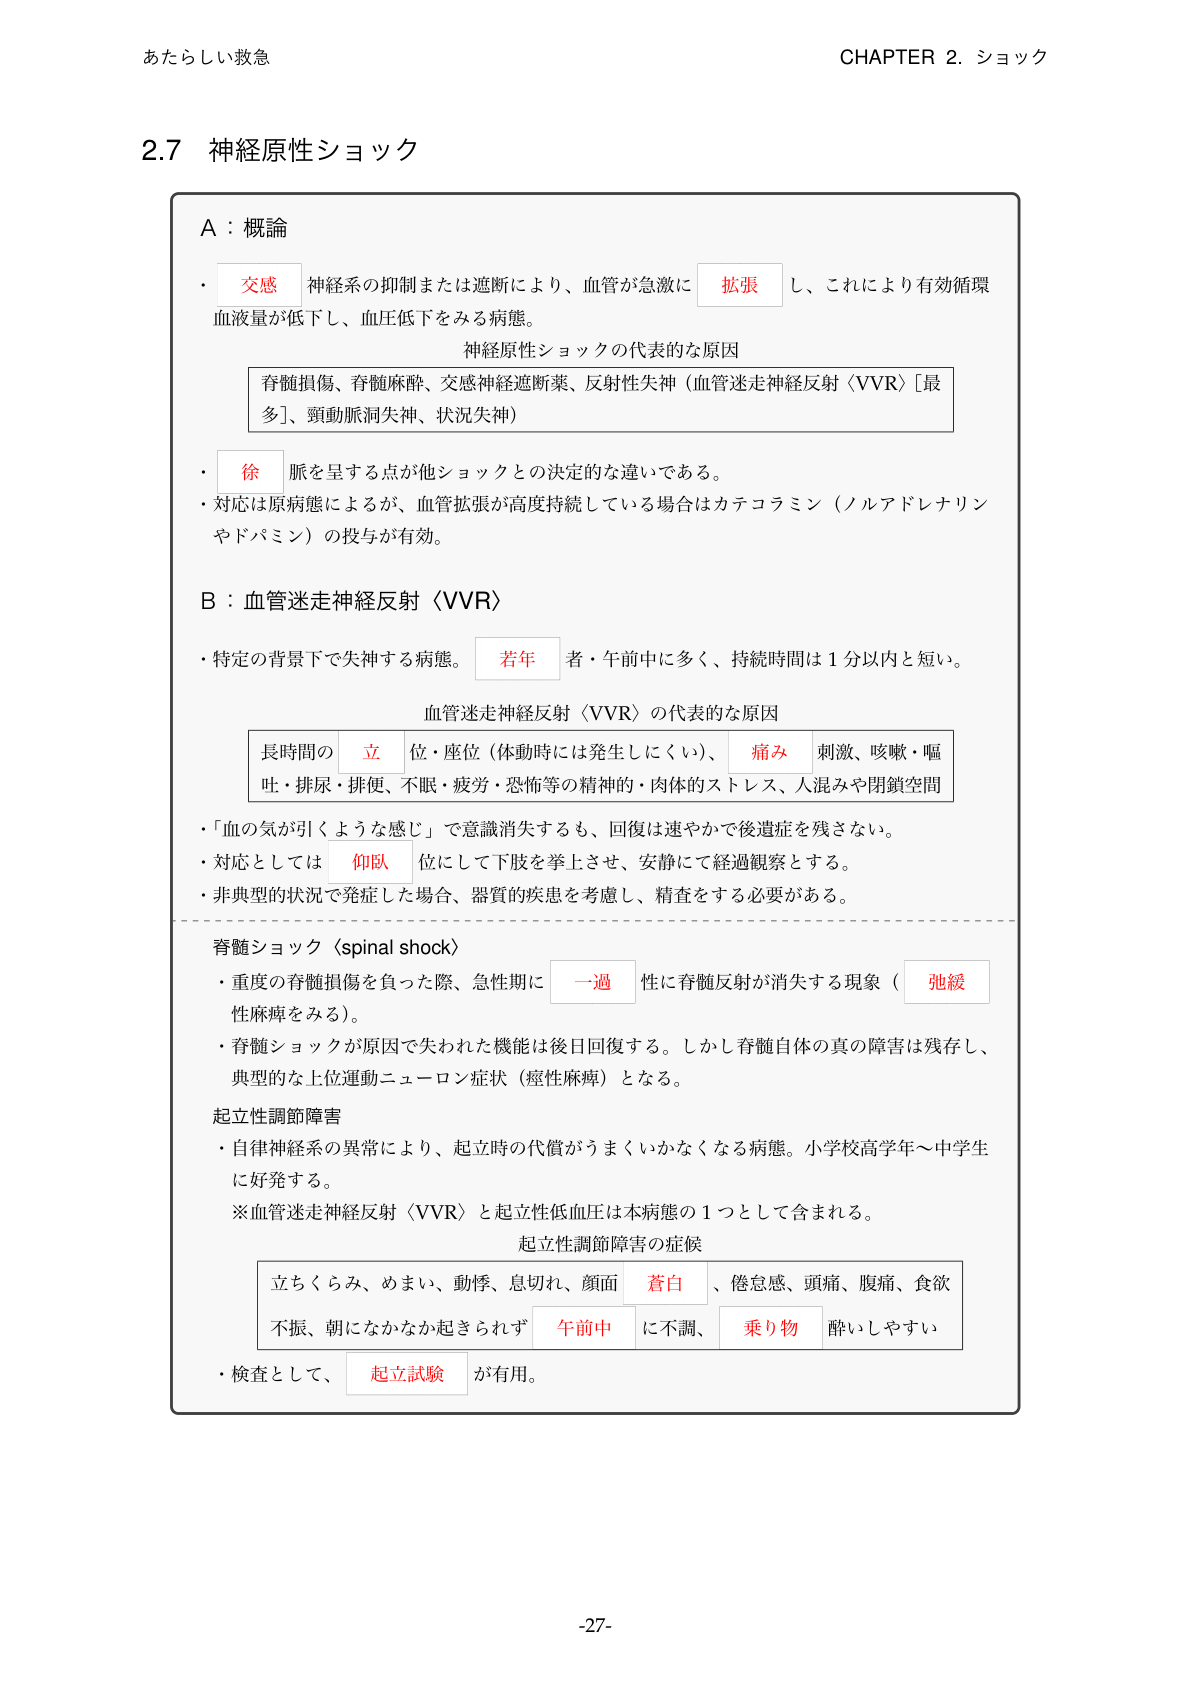 あたらしい救急
CHAPTER 2. ショック
2.7 神経原性ショック
A：概論
・ 交感 神経系の抑制または遮断により、血管が急激に 拡張 し、これにより有効循環
血液量が低下し、血圧低下をみる病態。
神経原性ショックの代表的な原因
脊髄損傷、脊髄麻酔、交感神経遮断薬、反射性失神（血管迷走神経反射〈VVR〉［最
多］、頸動脈洞失神、状況失神）
・ 徐 脈を呈する点が他ショックとの決定的な違いである。
・対応は原病態によるが、血管拡張が高度持続している場合はカテコラミン（ノルアドレナリン
やドパミン）の投与が有効。
B：血管迷走神経反射〈VVR〉
・特定の背景下で失神する病態。 若年 者・午前中に多く、持続時間は 1 分以内と短い。
血管迷走神経反射〈VVR〉の代表的な原因
長時間の 立 位・座位（体動時には発生しにくい）、 痛み 刺激、咳嗽・嘔
吐・排尿・排便、不眠・疲労・恐怖等の精神的・肉体的ストレス、人混みや閉鎖空間
・「血の気が引くような感じ」で意識消失するも、回復は速やかで後遺症を残さない。
・対応としては 仰臥 位にして下肢を挙上させ、安静にて経過観察とする。
・非典型的状況で発症した場合、器質的疾患を考慮し、精査をする必要がある。
脊髄ショック〈spinal shock〉
・重度の脊髄損傷を負った際、急性期に 一過 性に脊髄反射が消失する現象（ 弛緩
性麻痺をみる）。
・脊髄ショックが原因で失われた機能は後日回復する。しかし脊髄自体の真の障害は残存し、
典型的な上位運動ニューロン症状（痙性麻痺）となる。
起立性調節障害
・自律神経系の異常により、起立時の代償がうまくいかなくなる病態。小学校高学年〜中学生
に好発する。
※血管迷走神経反射〈VVR〉と起立性低血圧は本病態の 1 つとして含まれる。
起立性調節障害の症候
立ちくらみ、めまい、動悸、息切れ、顔面 蒼白 、倦怠感、頭痛、腹痛、食欲
不振、朝になかなか起きられず 午前中 に不調、 乗り物 酔いしやすい
・検査として、 起立試験 が有用。
-27-